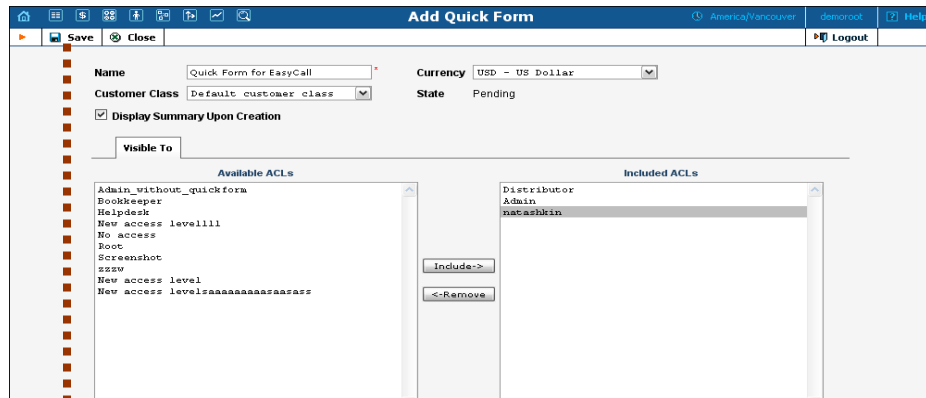 Add Quick Form America/Vancouver demoroot [?] Help
Save Close Logout
Name Quick Form for EasyCall * Currency USD - US Dollar
Customer Class Default customer class State Pending
Display Summary Upon Creation
Visible To
Available ACLs Included ACLs
Admin_without_quickform Distributor
Bookkeeper Admin
Helpdesk natashkin
New access levellll
No access
Root
Screenshot
zzzw
New access level
New access levelsaaaaaaaaasaasass
Include->
<-Remove